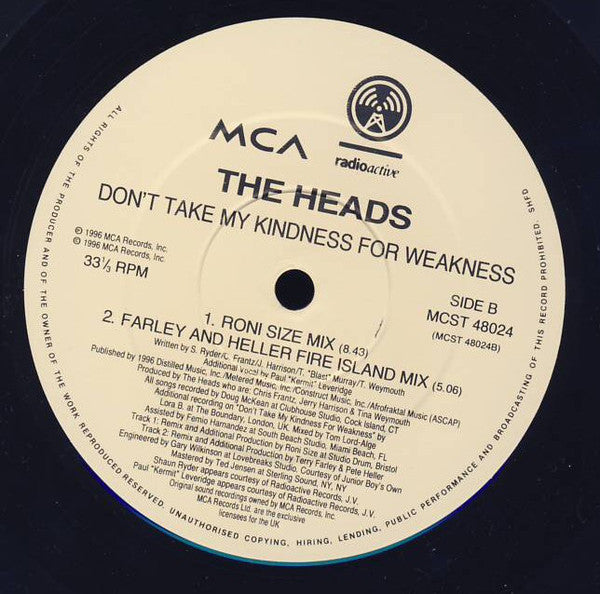 MCA
radioactive
THE HEADS
DON'T TAKE MY KINDNESS FOR WEAKNESS
℗ 1996 MCA Records, Inc.
© 1996 MCA Records, Inc.
33⅓ RPM
SIDE B
MCST 48024
(MCST 48024B)
1. RONI SIZE MIX (8.43)
2. FARLEY AND HELLER FIRE ISLAND MIX (5.06)
Written by S. Ryder/C. Frantz/J. Harrison/T. "Blast" Murray/T. Weymouth
Additional Vocal by Paul "Kermit" Leveridge
Published by 1996 Distilled Music, Inc./Metered Music, Inc./Construct Music, Inc./Afrofraktal Music (ASCAP)
Produced by The Heads who are: Chris Frantz, Jerry Harrison & Tina Weymouth
All songs recorded by Doug McKean at Clubhouse Studio, Cock Island, CT
Additional recording on "Don't Take My Kindness For Weakness" by
Lora B. at The Boundary, London, UK. Mixed by Tom Lord-Alge
Assisted by Femio Harnandez at South Beach Studio, Miami Beach, FL
Track 1: Remix and Additional Production by Roni Size at Studio Drum, Bristol
Track 2: Remix and Additional Production by Terry Farley & Pete Heller
Engineered by Gary Wilkinson at Lovebreaks Studio. Courtesy of Junior Boy's Own
Mastered by Ted Jensen at Sterling Sound, NY, NY
Shaun Ryder appears courtesy of Radioactive Records, J.V.
Paul "Kermit" Leveridge appears courtesy of Radioactive Records, J.V.
Original sound recordings owned by MCA Records, Inc.
MCA Records Ltd. are the exclusive
licensees for the UK
ALL RIGHTS OF THE PRODUCER AND OF THE OWNER OF THE WORK REPRODUCED RESERVED. UNAUTHORISED COPYING, HIRING, LENDING, PUBLIC PERFORMANCE AND BROADCASTING OF THIS RECORD PROHIBITED. SHFD